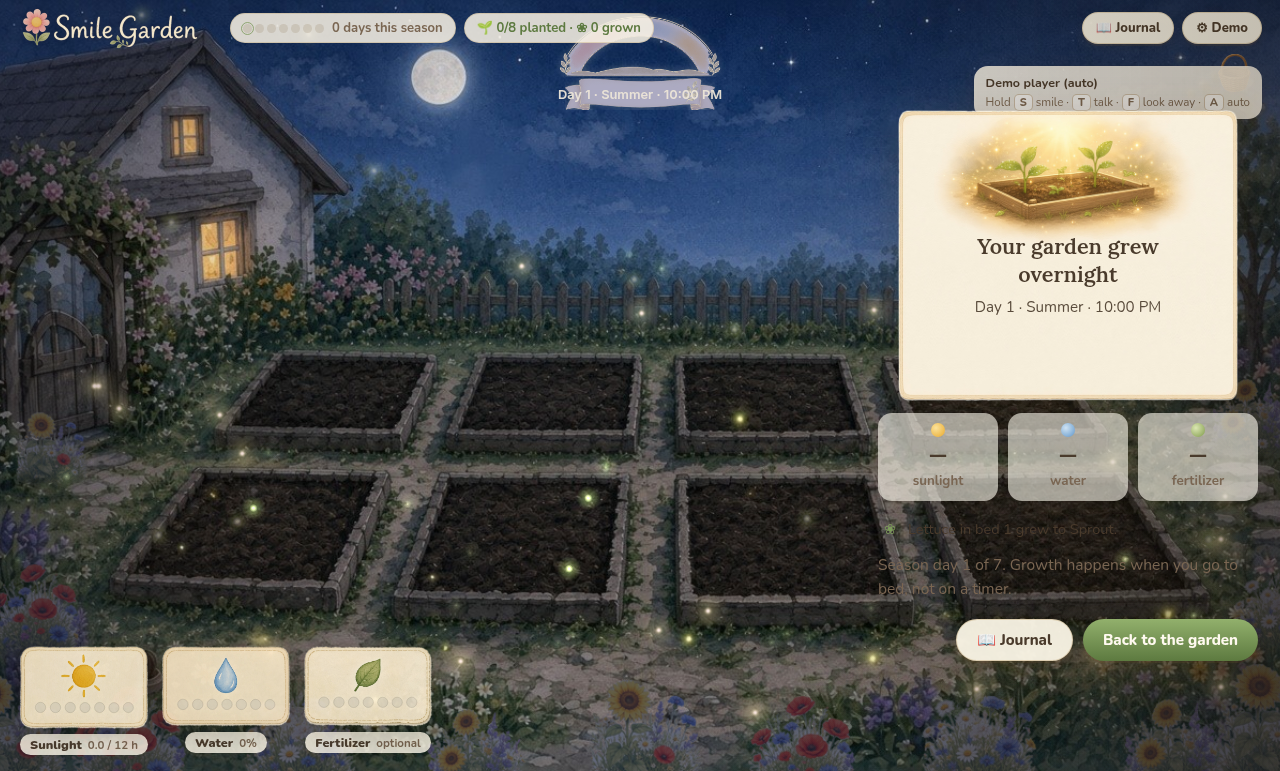 Smile Garden
0 days this season
0/8 planted · 0 grown
Journal
Demo
Day 1 · Summer · 10:00 PM
Demo player (auto)
Hold S smile · T talk · F look away · A auto
Your garden grew
overnight
Day 1 · Summer · 10:00 PM
— — —
sunlight water fertilizer
in bed 1 grew to Sprout.
Season day 1 of 7. Growth happens when you go to
bed, not on a timer.
Journal
Back to the garden
Sunlight 0.0 / 12 h
Water 0%
Fertilizer optional